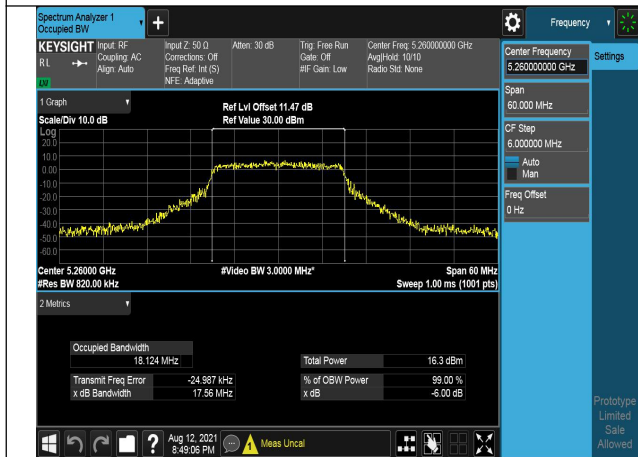 Spectrum Analyzer 1
Occupied BW
Frequency
KEYSIGHT
Input: RF
Coupling: AC
Align: Auto
Input Z: 50 Ω
Corrections: Off
Freq Ref: Int (S)
NFE: Adaptive
Atten: 30 dB
Trig: Free Run
Gate: Off
#IF Gain: Low
Center Freq: 5.260000000 GHz
Avg|Hold: 10/10
Radio Std: None
R L
LXI
Center Frequency
5.260000000 GHz
Settings
Span
60.000 MHz
CF Step
6.000000 MHz
Auto
Man
Freq Offset
0 Hz
1 Graph
Scale/Div 10.0 dB
Ref Lvl Offset 11.47 dB
Ref Value 30.00 dBm
Log
20.0
10.0
0.00
-10.0
-20.0
-30.0
-40.0
-50.0
-60.0
Center 5.26000 GHz
#Video BW 3.0000 MHz*
Span 60 MHz
#Res BW 820.00 kHz
Sweep 1.00 ms (1001 pts)
2 Metrics
Occupied Bandwidth
18.124 MHz
Total Power
16.3 dBm
Transmit Freq Error
-24.987 kHz
% of OBW Power
99.00 %
x dB Bandwidth
17.56 MHz
x dB
-6.00 dB
Prototype
Limited
Sale
Allowed
Aug 12, 2021
8:49:06 PM
Meas Uncal